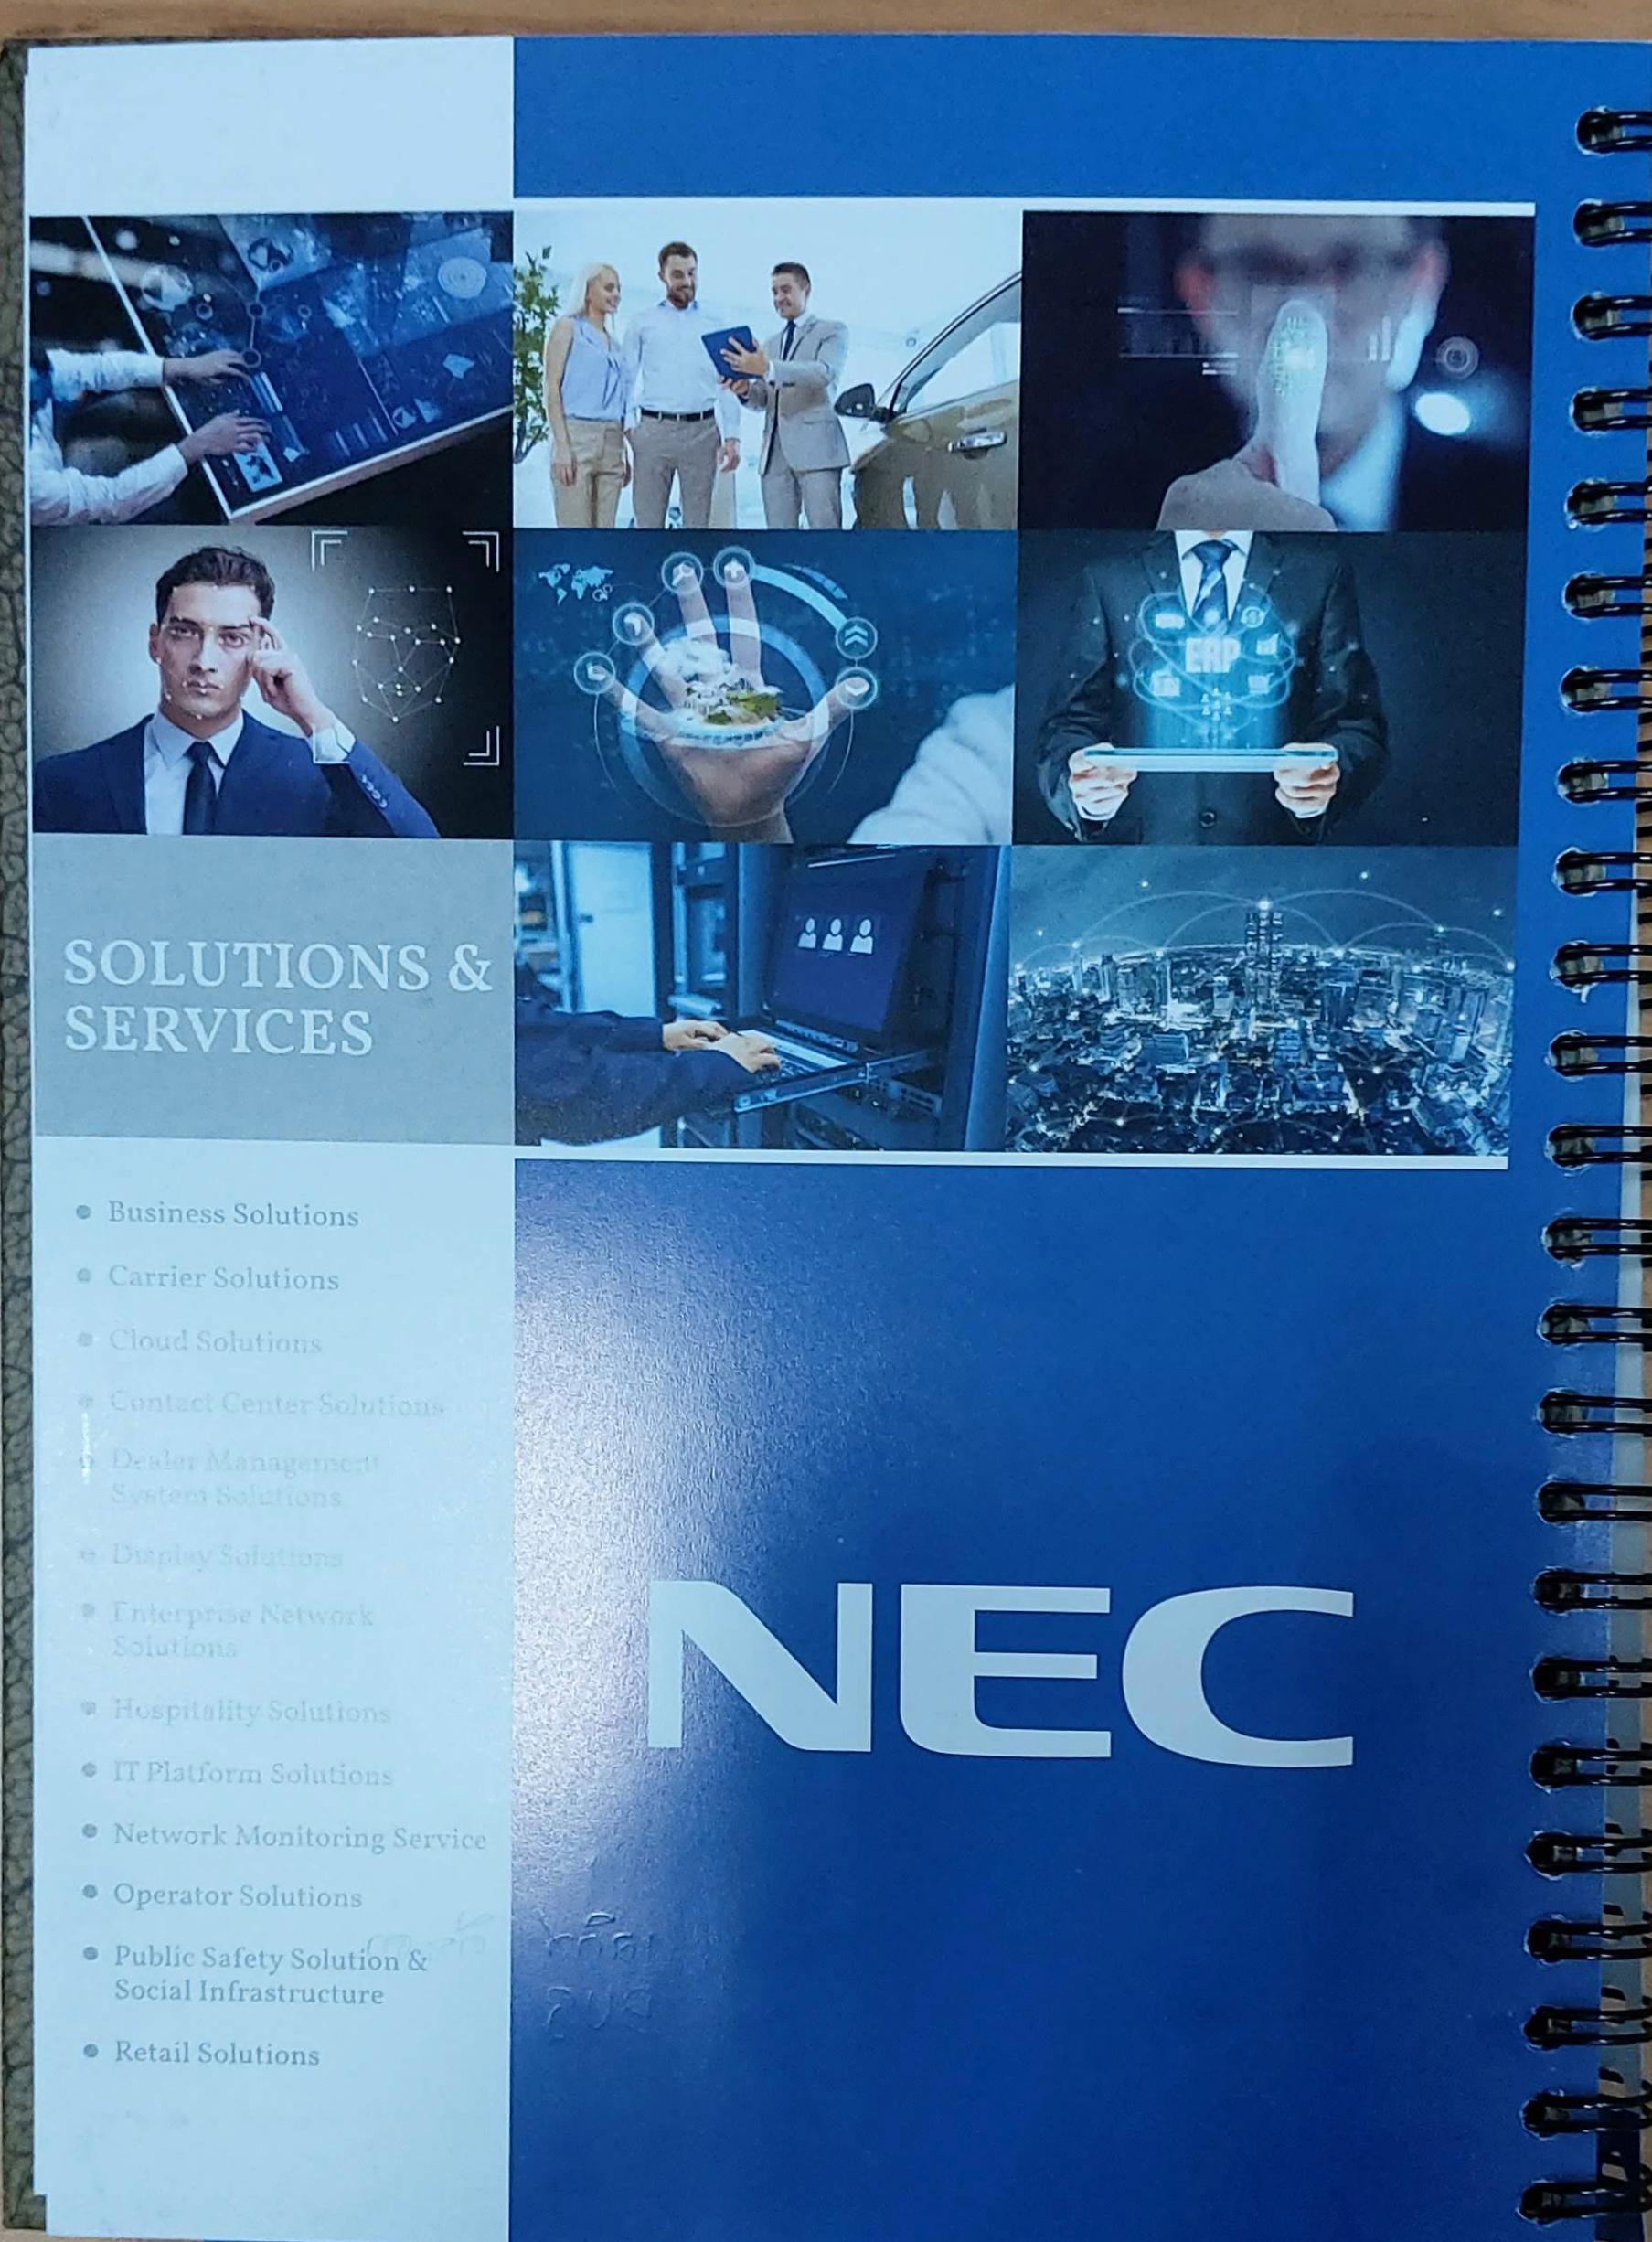 ERP
SOLUTIONS &
SERVICES
Business Solutions
Carrier Solutions
Cloud Solutions
Contact Center Solutions
Dealer Management
System Solutions
Display Solutions
Enterprise Network
Solutions
Hospitality Solutions
IT Platform Solutions
Network Monitoring Service
Operator Solutions
Public Safety Solution &
Social Infrastructure
Retail Solutions
NEC